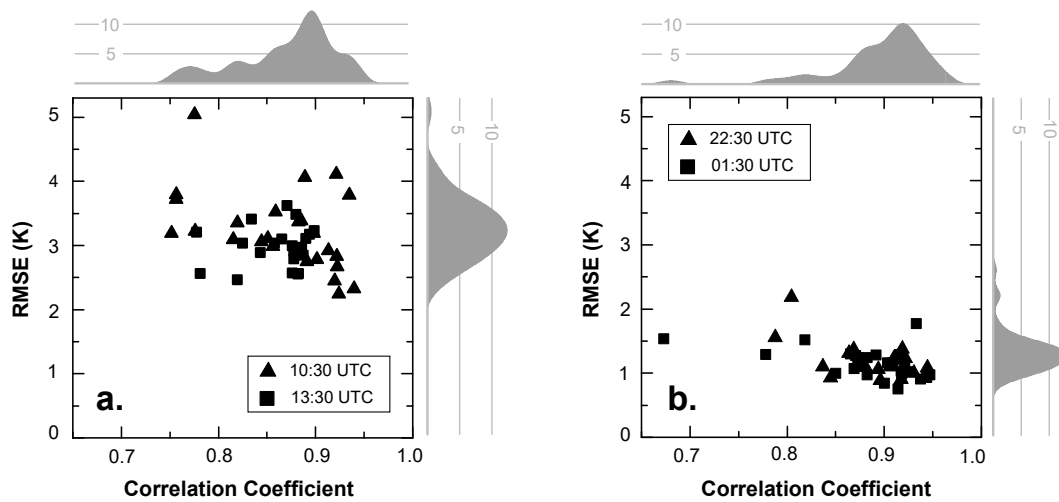 10
5
10
5
5
4
3
2
1
0
RMSE (K)
5
10
5
4
3
2
1
0
RMSE (K)
5
10
22:30 UTC
01:30 UTC
10:30 UTC
13:30 UTC
a.
b.
0.7 0.8 0.9 1.0
0.7 0.8 0.9 1.0
Correlation Coefficient
Correlation Coefficient